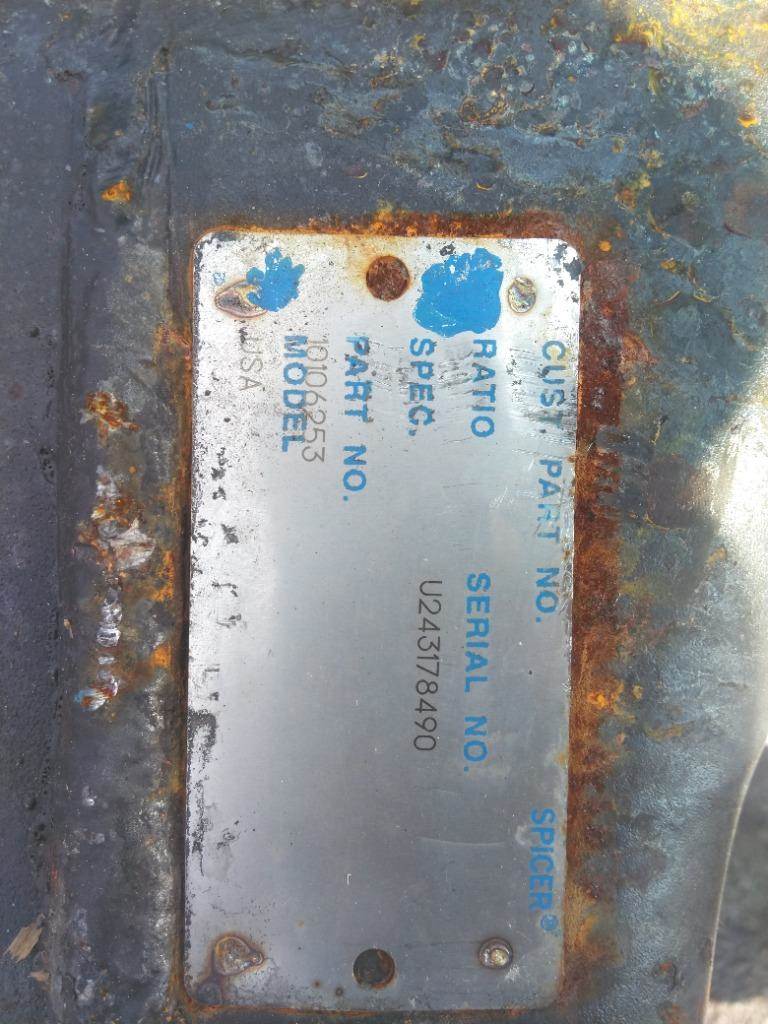 CUST. PART NO.
SPICER®
RATIO
SERIAL NO.
SPEC.
U243178490
PART NO.
10106253
MODEL
USA